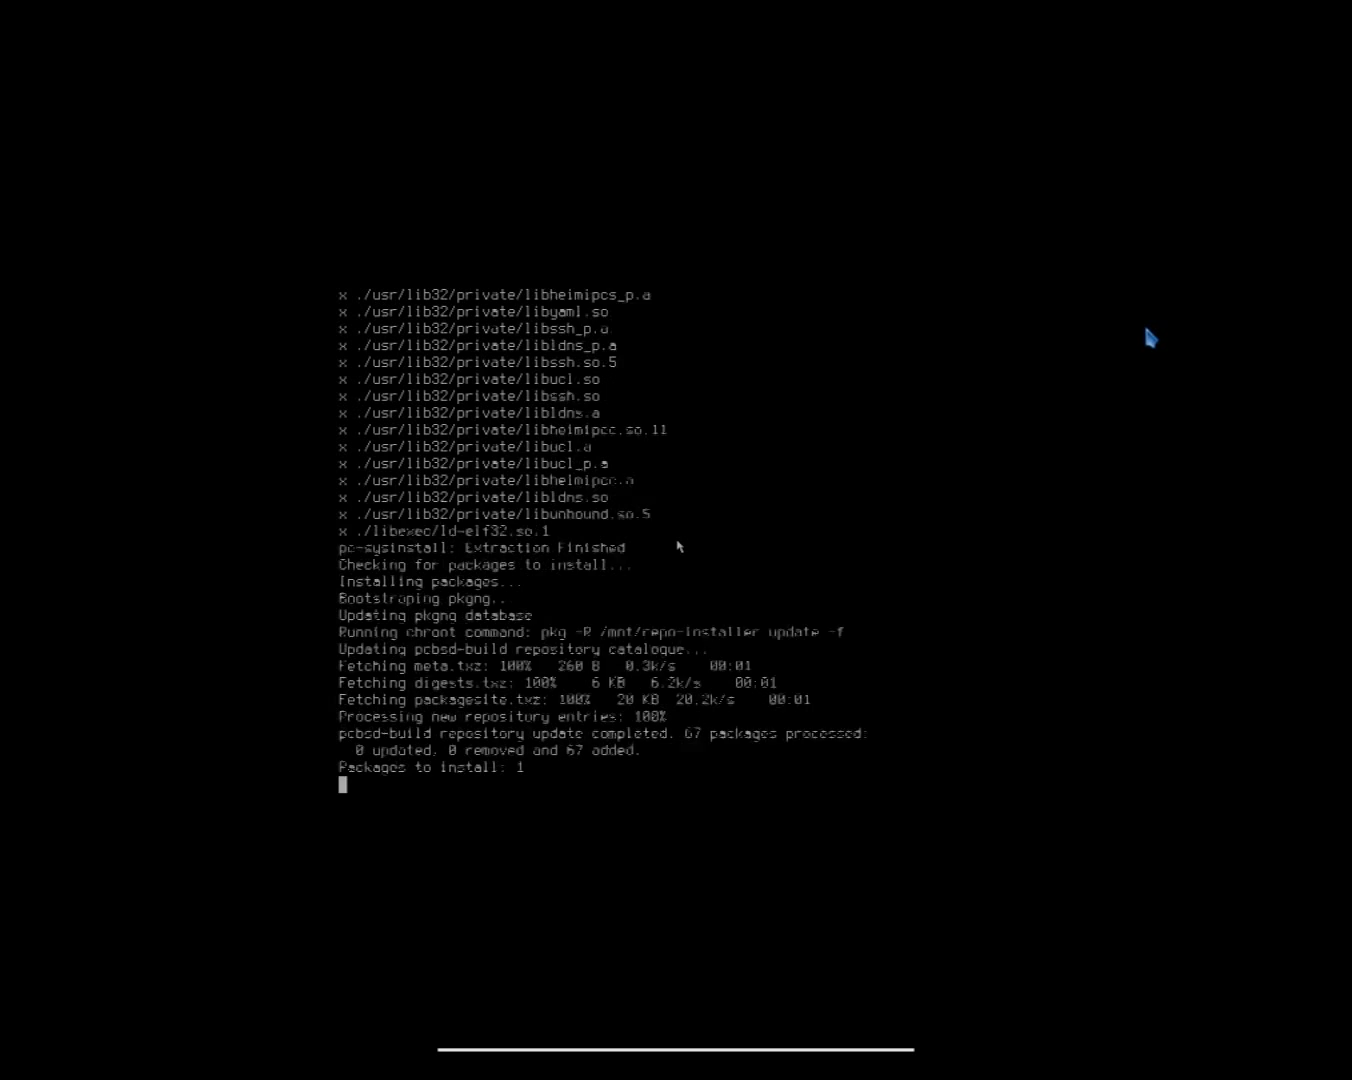 x ./usr/lib32/private/libheimipcs_p.a
x ./usr/lib32/private/libyaml.so
x ./usr/lib32/private/libssh_p.a
x ./usr/lib32/private/libldns_p.a
x ./usr/lib32/private/libssh.so.5
x ./usr/lib32/private/libucl.so
x ./usr/lib32/private/libssh.so
x ./usr/lib32/private/libldns.a
x ./usr/lib32/private/libheimipcc.so.11
x ./usr/lib32/private/libucl.a
x ./usr/lib32/private/libucl_p.a
x ./usr/lib32/private/libheimipcc.a
x ./usr/lib32/private/libldns.so
x ./usr/lib32/private/libunbound.so.5
x ./libexec/ld-elf32.so.1
pc-sysinstall: Extraction Finished
Checking for packages to install...
Installing packages...
Bootstraping pkgng..
Updating pkgng database
Running chroot command: pkg -R /mnt/repo-installer update -f
Updating pcbsd-build repository catalogue...
Fetching meta.txz: 100% 260 B 0.3k/s 00:01
Fetching digests.txz: 100% 6 KB 6.2k/s 00:01
Fetching packagesite.txz: 100% 20 KB 20.2k/s 00:01
Processing new repository entries: 100%
pcbsd-build repository update completed. 67 packages processed:
0 updated, 0 removed and 67 added.
Packages to install: 1